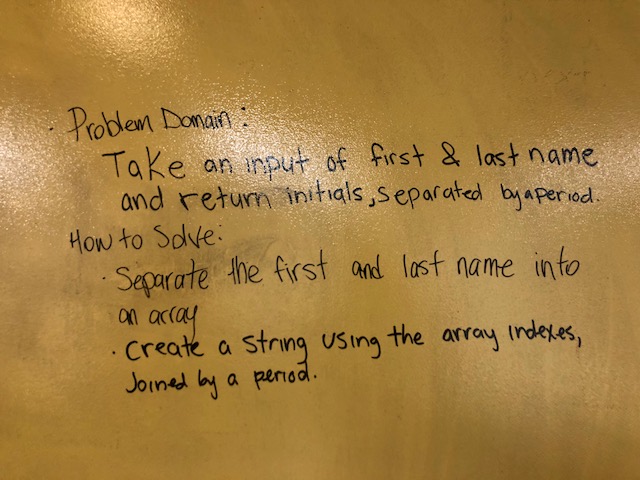 · Problem Domain:
Take an input of first & last name
and return initials, separated by a period.
How to Solve:
· Separate the first and last name into
an array
· Create a string using the array indexes,
Joined by a period.